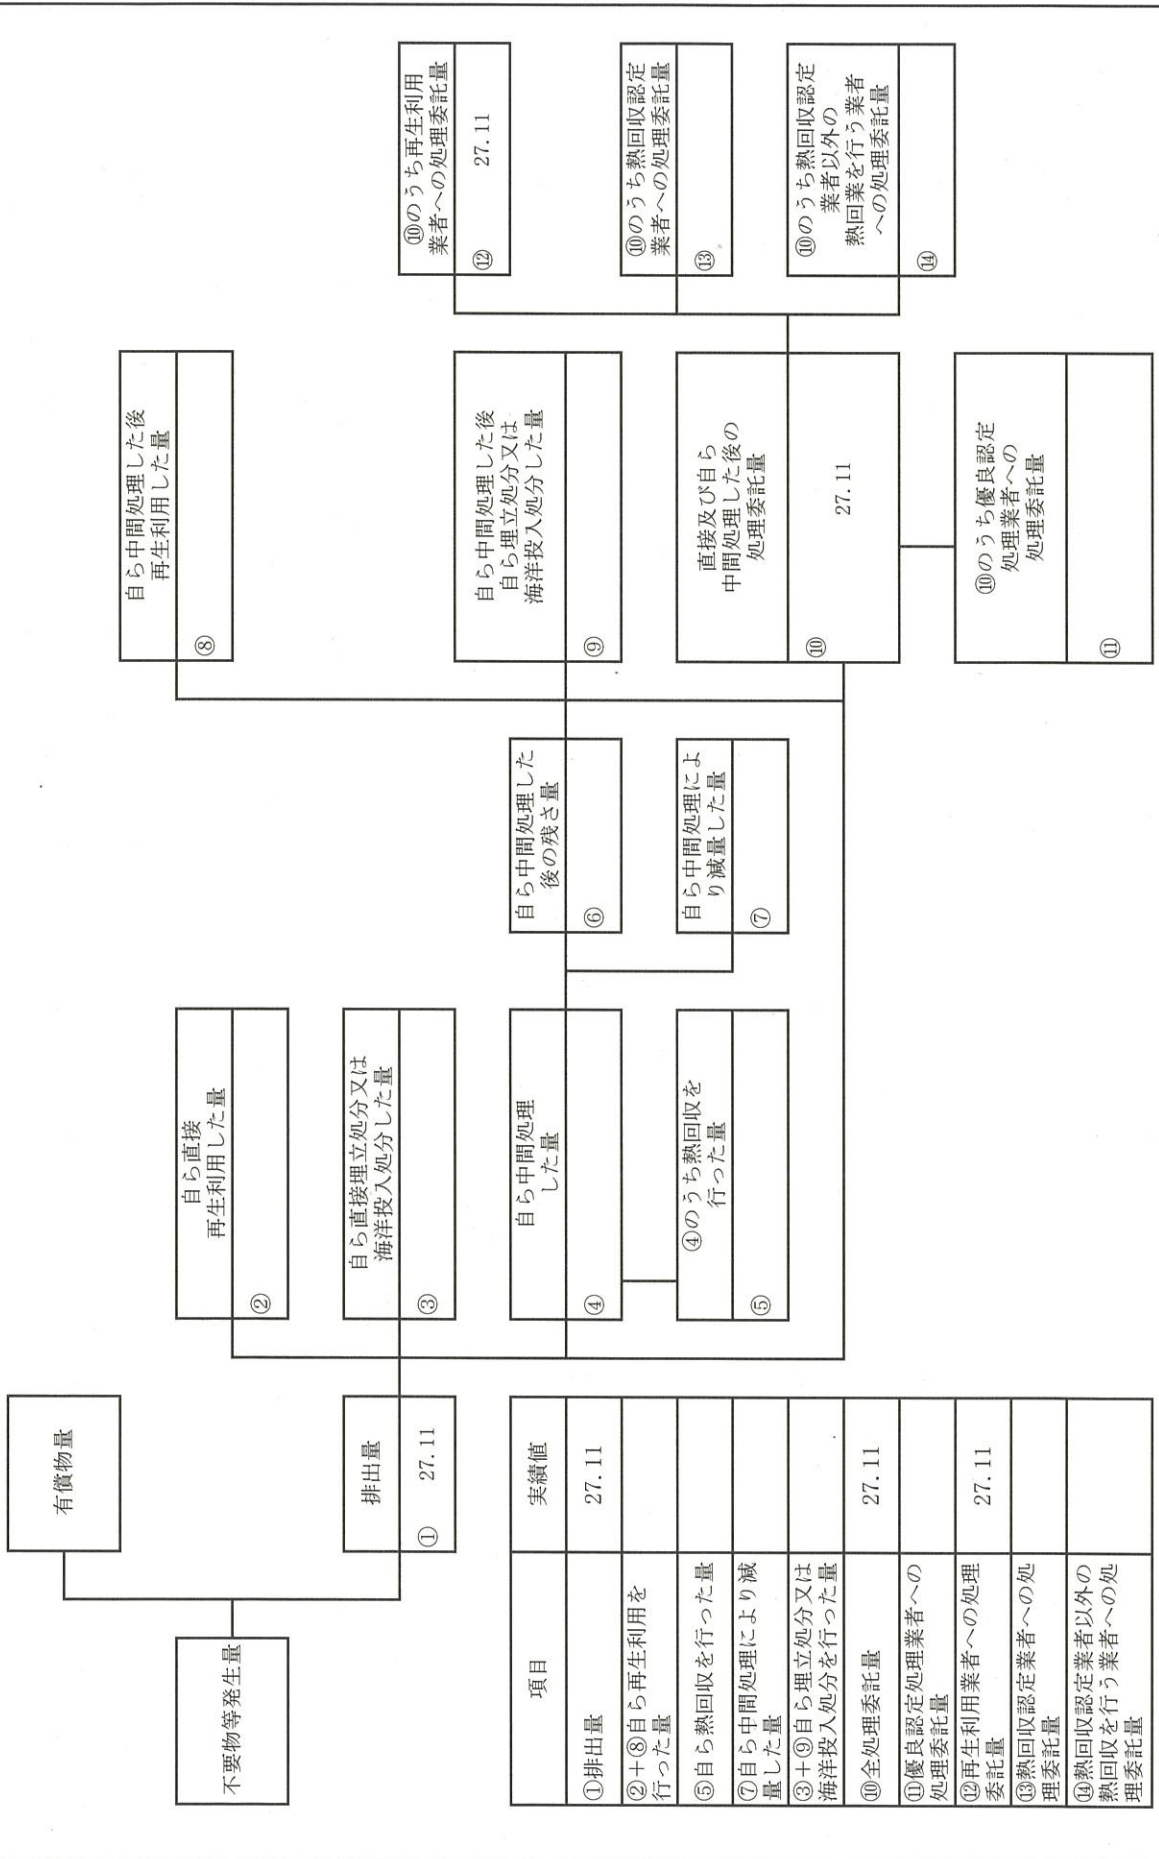 有償物量
不要物等発生量
排出量
① 27.11
自ら直接
再生利用した量
②
自ら直接埋立処分又は
海洋投入処分した量
③
自ら中間処理
した量
④
④のうち熱回収を
行った量
⑤
自ら中間処理した
後の残さ量
⑥
自ら中間処理によ
り減量した量
⑦
自ら中間処理した後
再生利用した量
⑧
自ら中間処理した後
自ら埋立処分又は
海洋投入処分した量
⑨
直接及び自ら
中間処理した後の
処理委託量
⑩ 27.11
⑩のうち優良認定
処理業者への
処理委託量
⑪
⑩のうち再生利用
業者への処理委託量
⑫ 27.11
⑩のうち熱回収認定
業者への処理委託量
⑬
⑩のうち熱回収認定
業者以外の
熱回業を行う業者
への処理委託量
⑭
項目 実績値
①排出量 27.11
②+⑧自ら再生利用を
行った量
⑤自ら熱回収を行った量
⑦自ら中間処理により減
量した量
③+⑨自ら埋立処分又は
海洋投入処分を行った量
⑩全処理委託量 27.11
⑪優良認定処理業者への
処理委託量
⑫再生利用業者への処理
委託量 27.11
⑬熱回収認定業者への処
理委託量
⑭熱回収認定業者以外の
熱回収を行う業者への処
理委託量